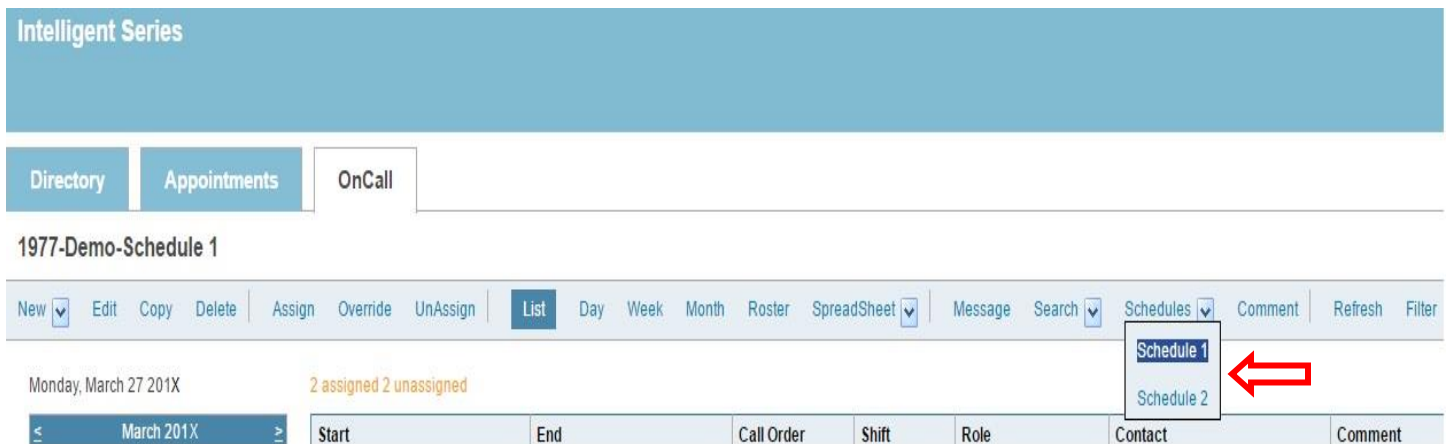 Intelligent Series
Directory Appointments OnCall
1977-Demo-Schedule 1
New Edit Copy Delete Assign Override UnAssign List Day Week Month Roster SpreadSheet Message Search Schedules Comment Refresh Filter
Schedule 1
Schedule 2
Monday, March 27 201X 2 assigned 2 unassigned
< March 201X > Start End Call Order Shift Role Contact Comment